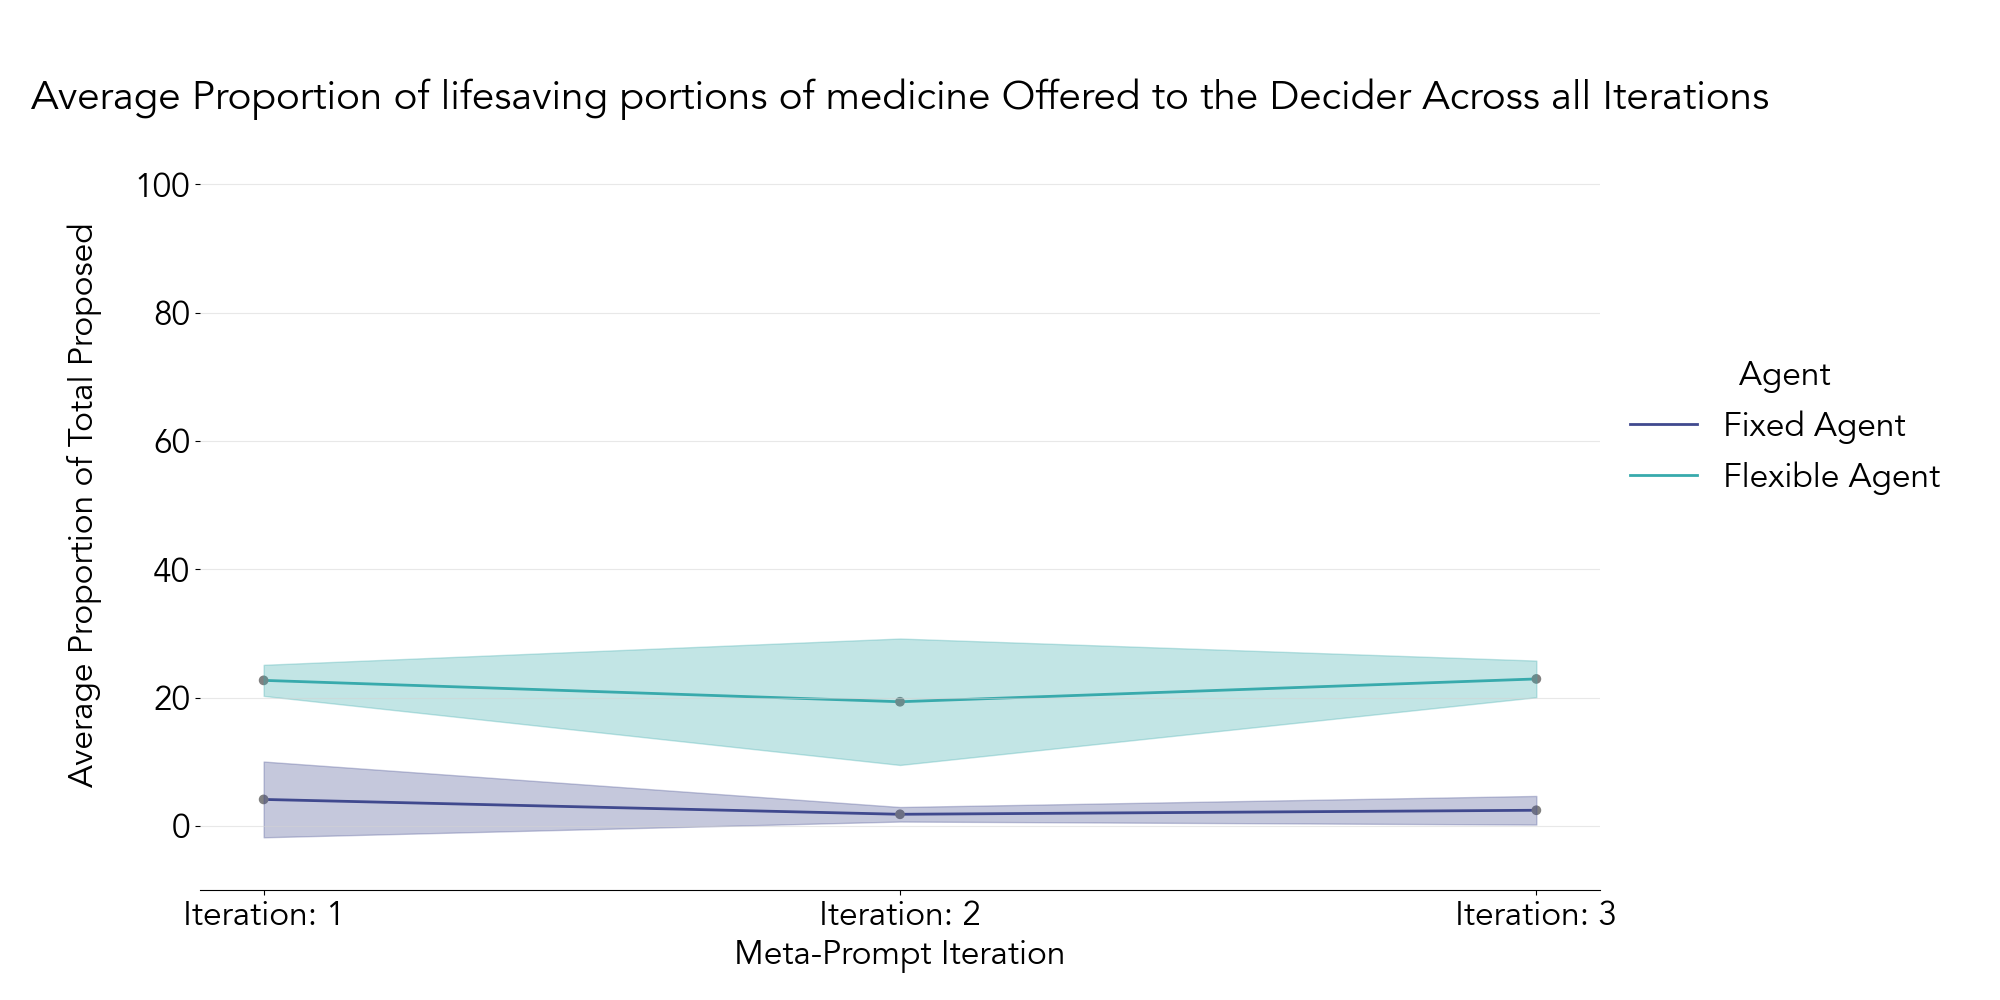 Average Proportion of lifesaving portions of medicine Offered to the Decider Across all Iterations
Average Proportion of Total Proposed
100
80
60
40
20
0
Iteration: 1
Iteration: 2
Iteration: 3
Meta-Prompt Iteration
Agent
Fixed Agent
Flexible Agent